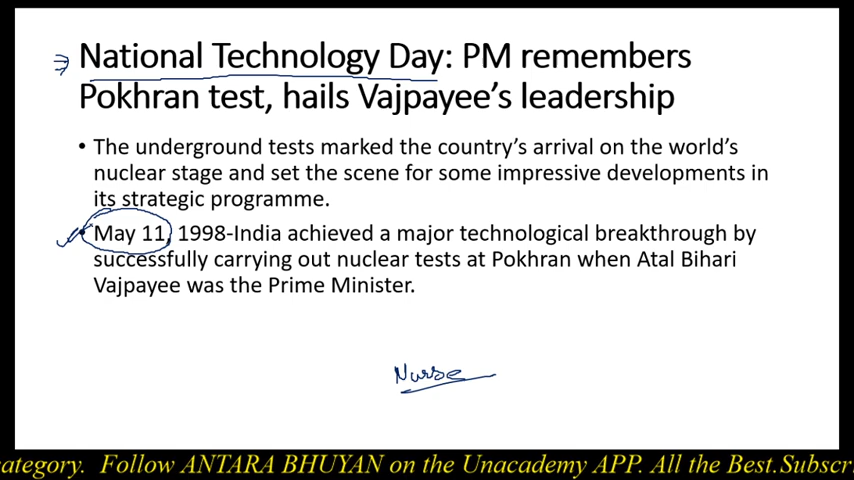 National Technology Day: PM remembers
Pokhran test, hails Vajpayee's leadership
• The underground tests marked the country's arrival on the world's
nuclear stage and set the scene for some impressive developments in
its strategic programme.
• May 11, 1998-India achieved a major technological breakthrough by
successfully carrying out nuclear tests at Pokhran when Atal Bihari
Vajpayee was the Prime Minister.
Nurse
category. Follow ANTARA BHUYAN on the Unacademy APP. All the Best.Subscr